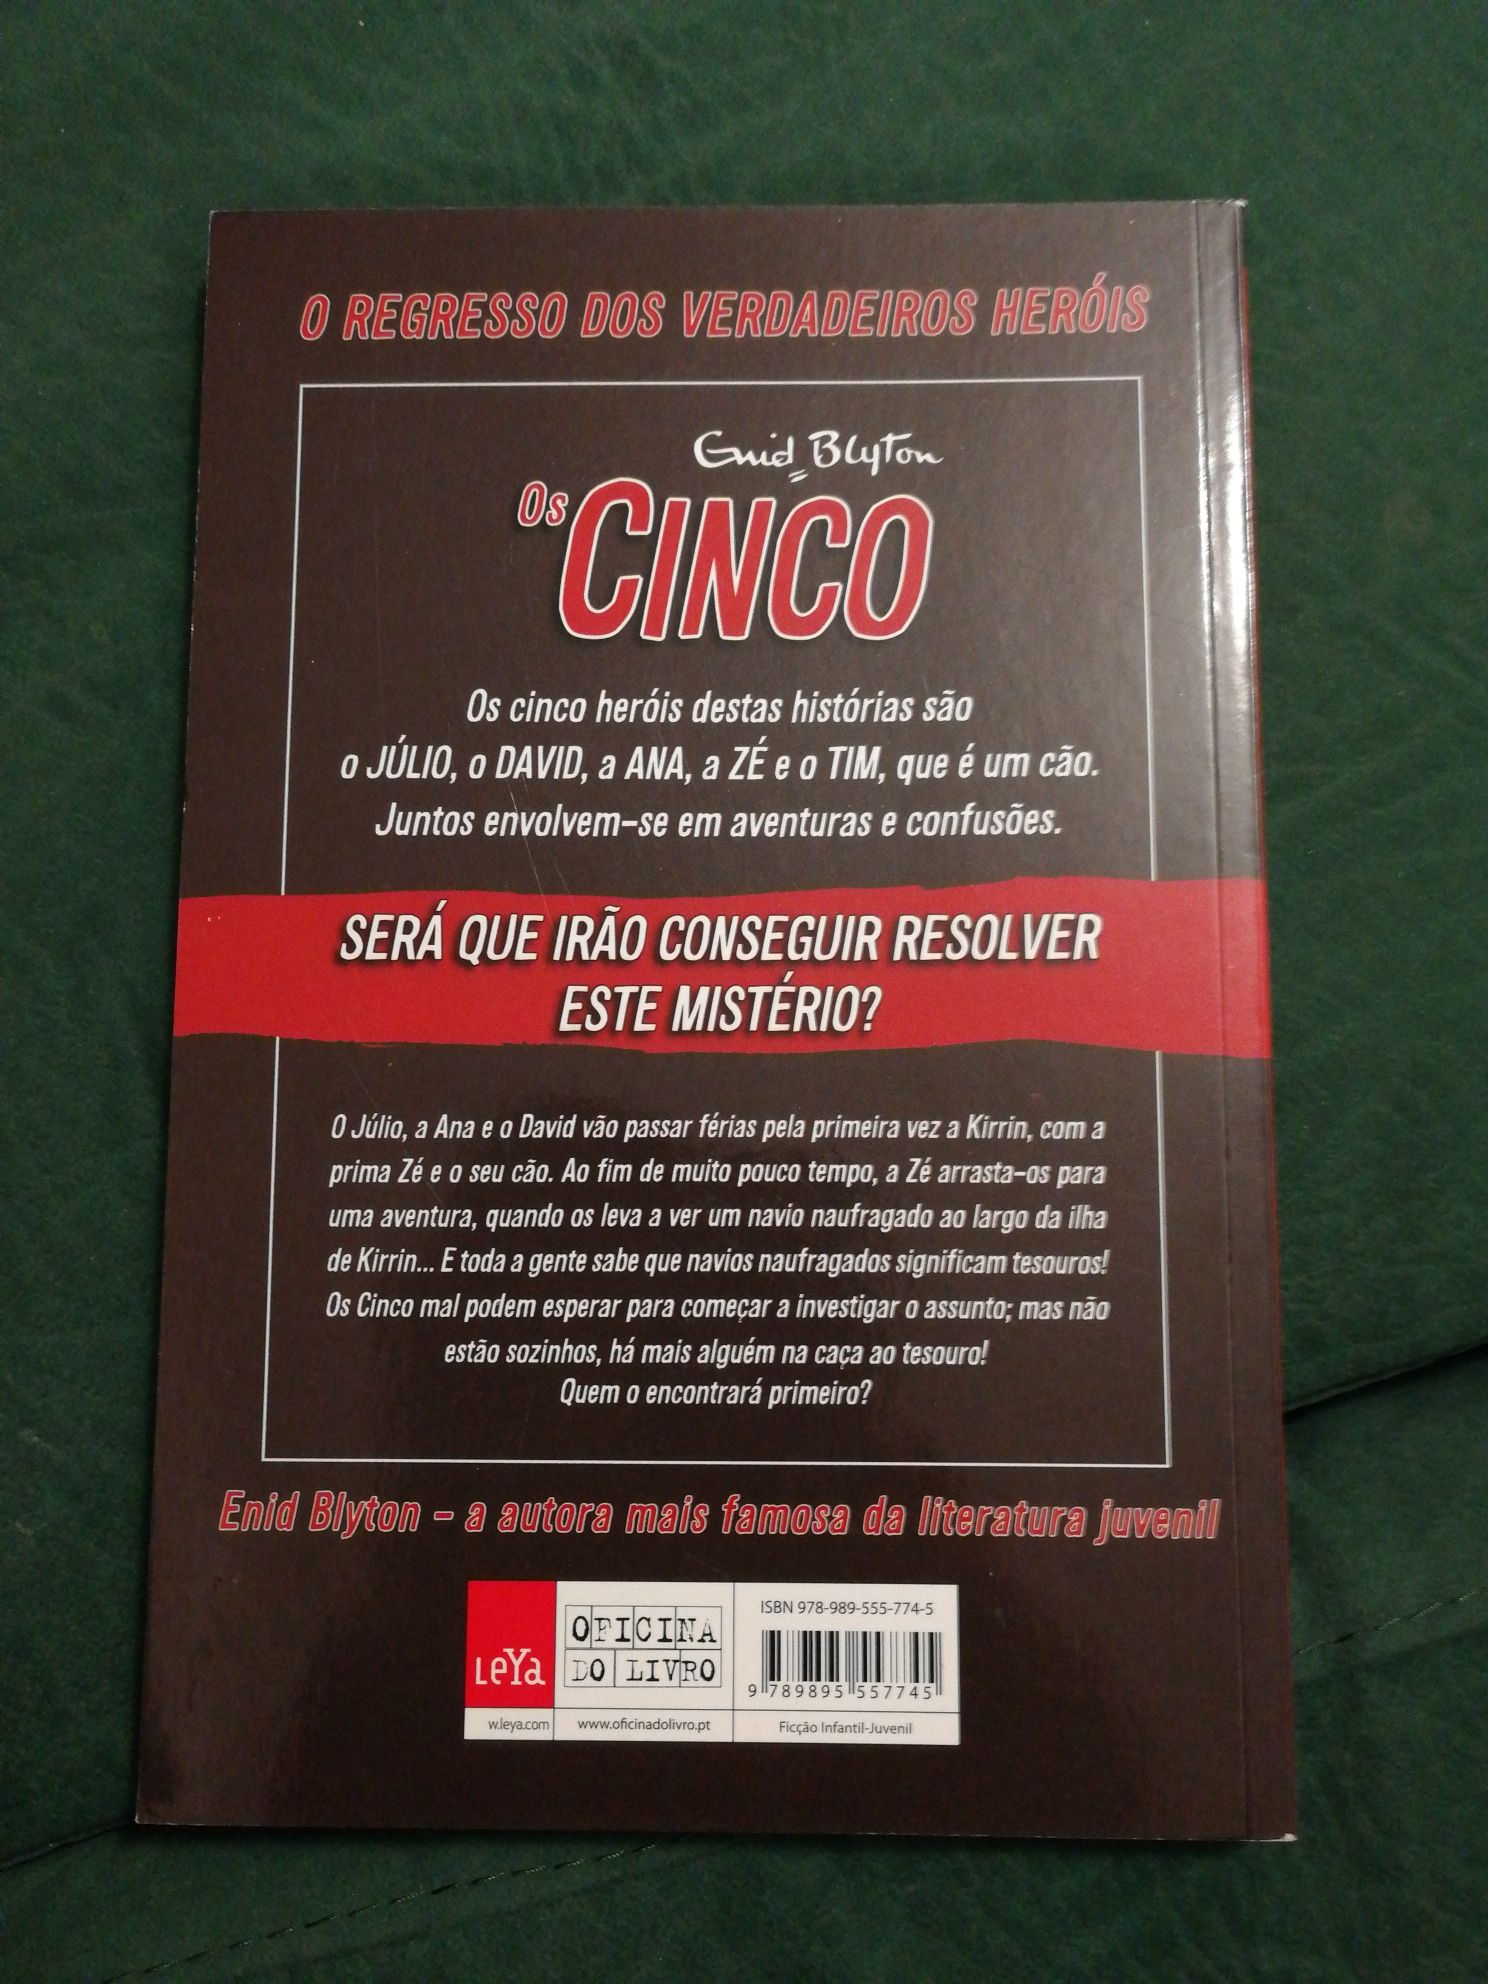 O REGRESSO DOS VERDADEIROS HERÓIS
Enid Blyton
Os CINCO
Os cinco heróis destas histórias são
o JÚLIO, o DAVID, a ANA, a ZÉ e o TIM, que é um cão.
Juntos envolvem-se em aventuras e confusões.
SERÁ QUE IRÃO CONSEGUIR RESOLVER
ESTE MISTÉRIO?
O Júlio, a Ana e o David vão passar férias pela primeira vez a Kirrin, com a
prima Zé e o seu cão. Ao fim de muito pouco tempo, a Zé arrasta-os para
uma aventura, quando os leva a ver um navio naufragado ao largo da ilha
de Kirrin... E toda a gente sabe que navios naufragados significam tesouros!
Os Cinco mal podem esperar para começar a investigar o assunto; mas não
estão sozinhos, há mais alguém na caça ao tesouro!
Quem o encontrará primeiro?
Enid Blyton – a autora mais famosa da literatura juvenil
LeYa
w.leya.com
OFICINA
DO LIVRO
www.oficinadolivro.pt
ISBN 978-989-555-774-5
9 789895 557745
Ficção Infantil-Juvenil